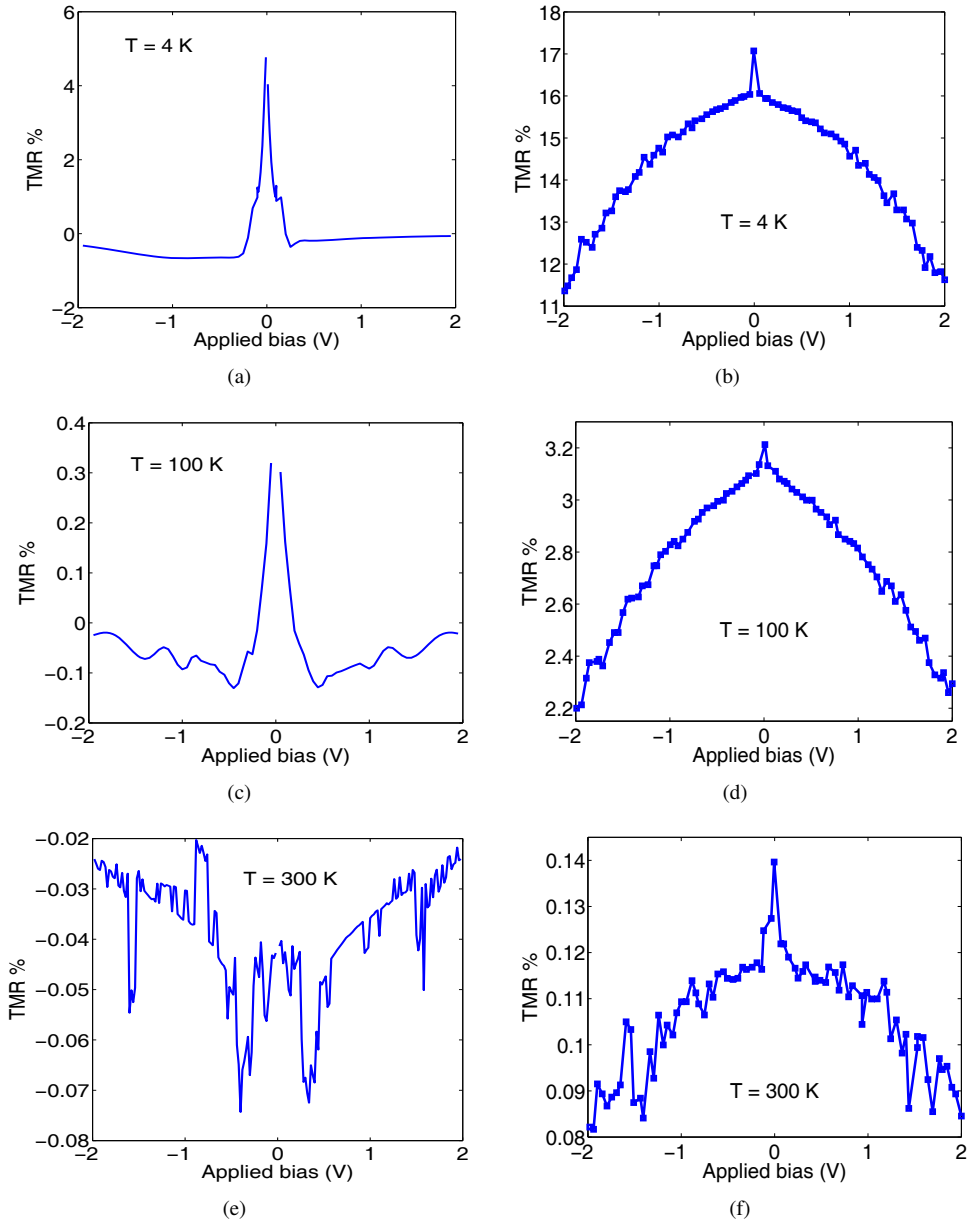 6
4
2
0
−2
−2 −1 0 1 2
TMR %
Applied bias (V)
T = 4 K
(a)
18
17
16
15
14
13
12
11
−2 −1 0 1 2
TMR %
Applied bias (V)
T = 4 K
(b)
0.4
0.3
0.2
0.1
0
−0.1
−0.2
−2 −1 0 1 2
TMR %
Applied bias (V)
T = 100 K
(c)
3.2
3
2.8
2.6
2.4
2.2
−2 −1 0 1 2
TMR %
Applied bias (V)
T = 100 K
(d)
−0.02
−0.03
−0.04
−0.05
−0.06
−0.07
−0.08
−2 −1 0 1 2
TMR %
Applied bias (V)
T = 300 K
(e)
0.14
0.13
0.12
0.11
0.1
0.09
0.08
−2 −1 0 1 2
TMR %
Applied bias (V)
T = 300 K
(f)